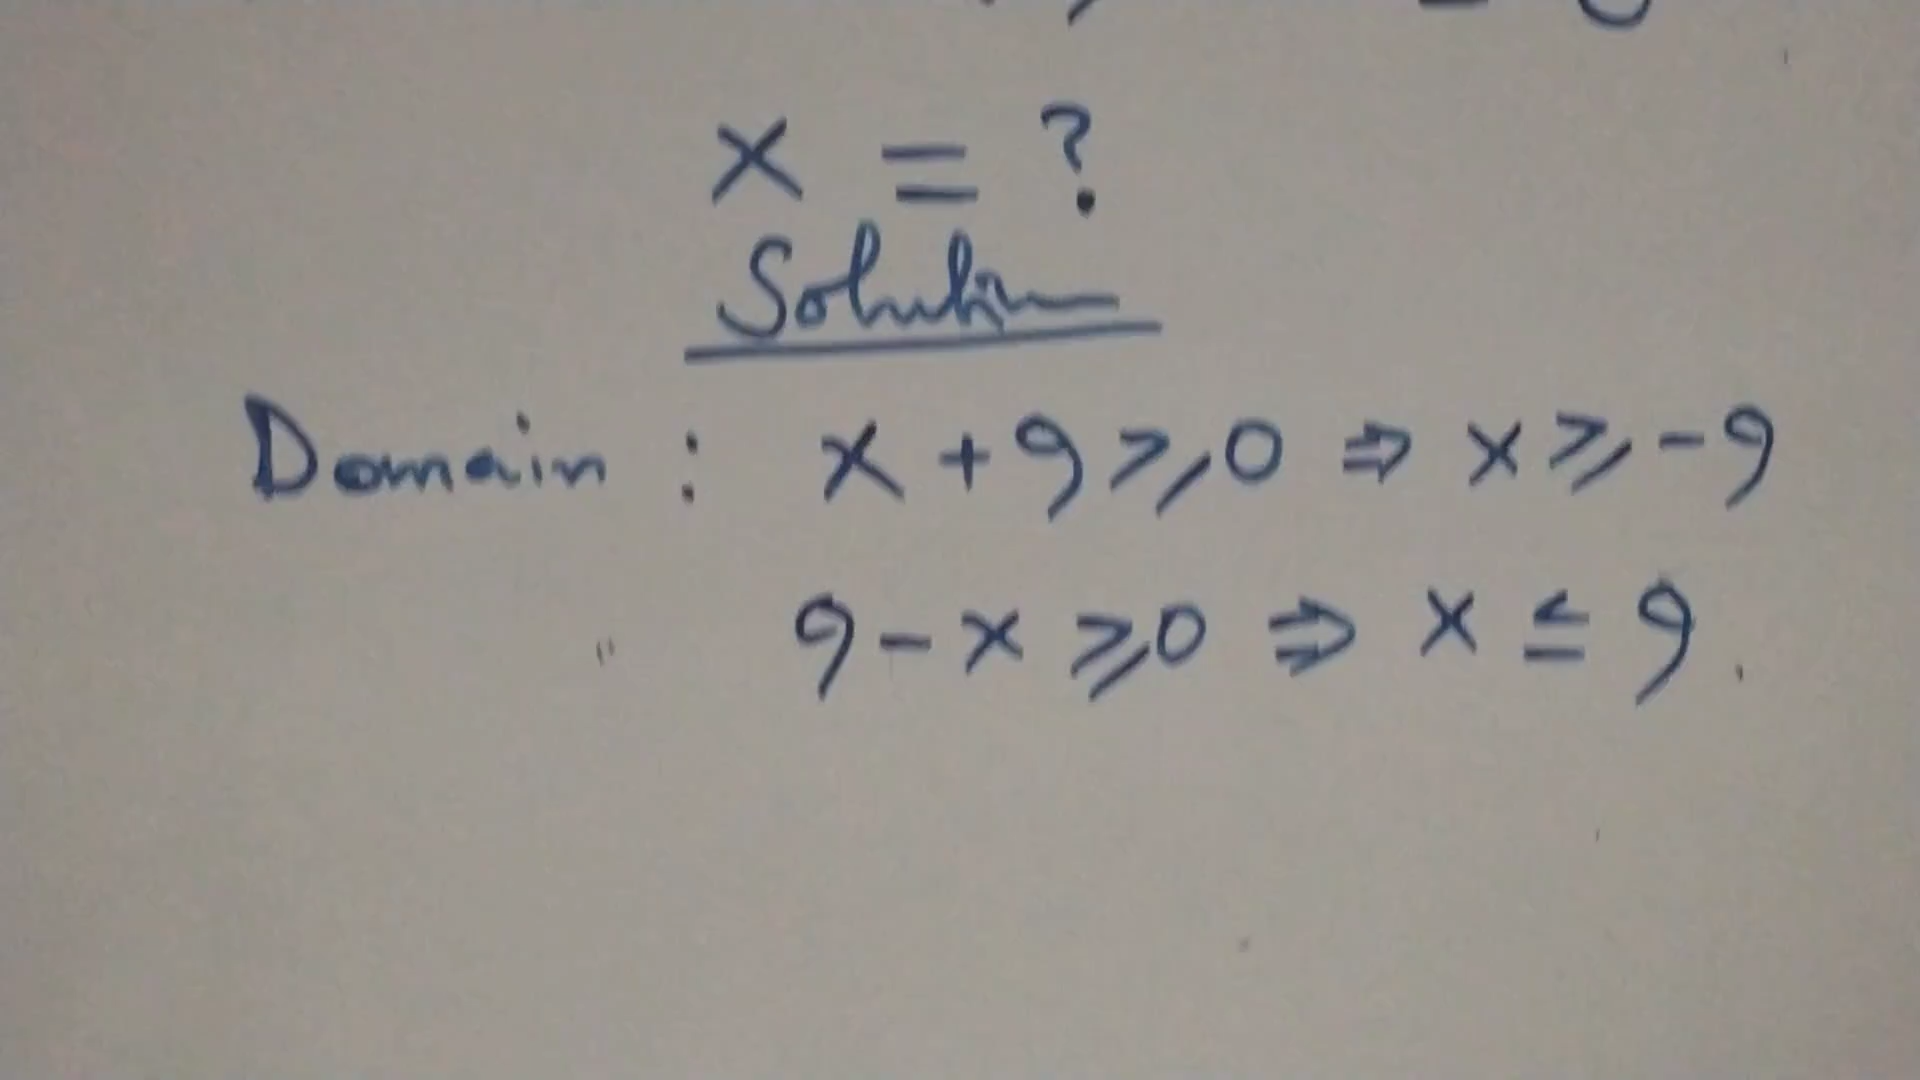 x = ?
Solution
Domain : x + 9 ⩾ 0 ⇒ x ⩾ -9
9 - x ⩾ 0 ⇒ x ≤ 9.